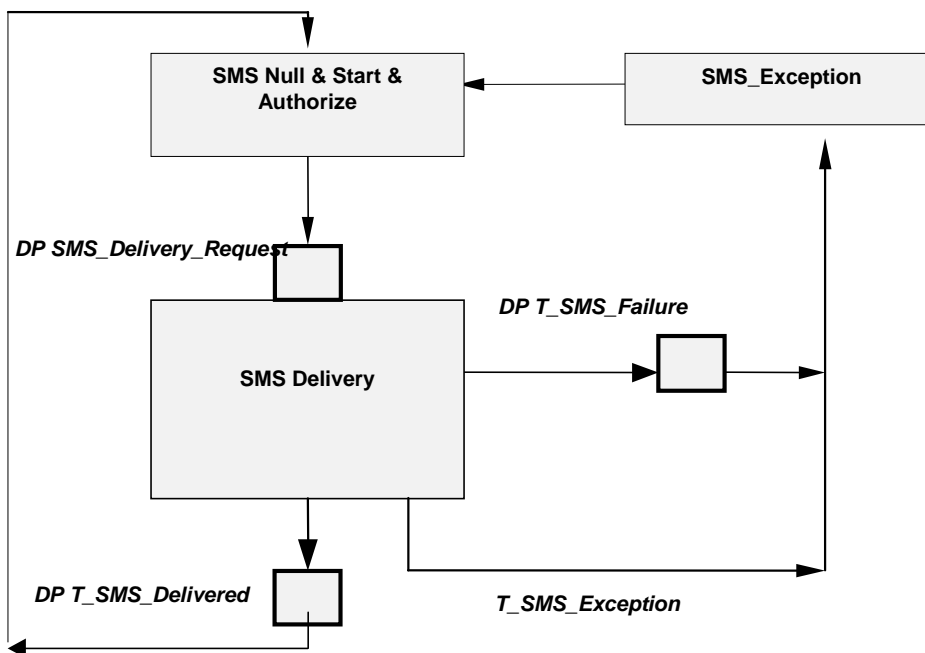 SMS Null & Start &
Authorize
SMS_Exception
DP SMS_Delivery_Request
DP T_SMS_Failure
SMS Delivery
DP T_SMS_Delivered
T_SMS_Exception